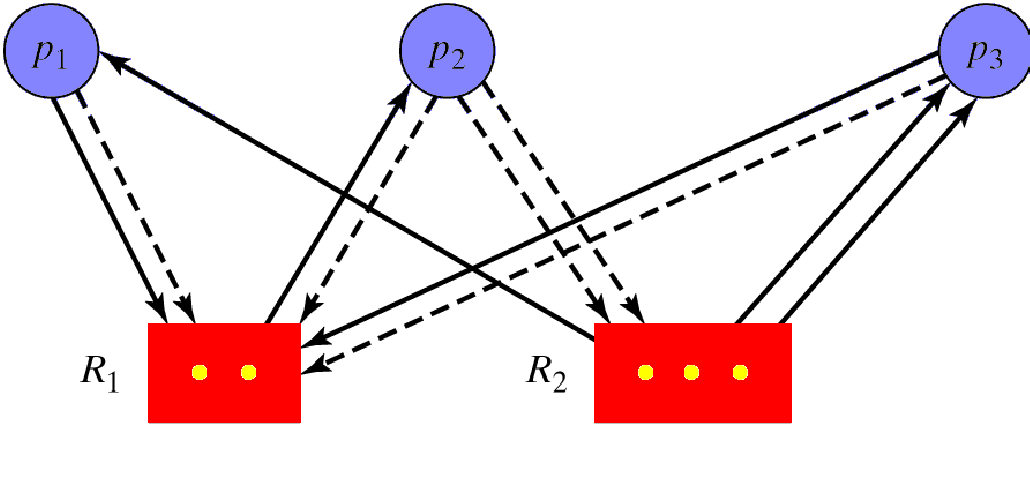 p₁ p₂ p₃
R₁ R₂